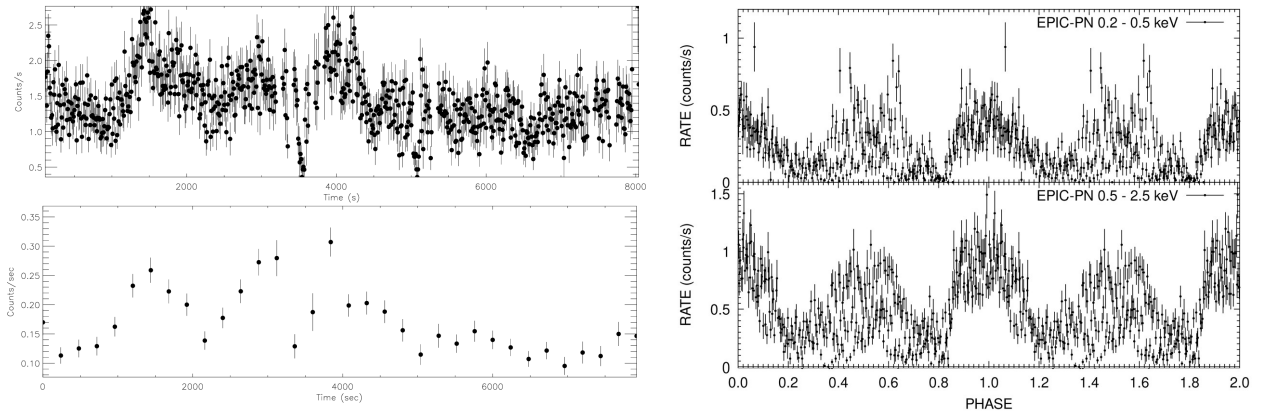 Counts/s
2.5
2.0
1.5
1.0
0.5
2000
4000
6000
8000
Time (s)
Counts/sec
0.35
0.30
0.25
0.20
0.15
0.10
0
2000
4000
6000
Time (sec)
EPIC-PN 0.2 - 0.5 keV
RATE (counts/s)
1
0.5
0
EPIC-PN 0.5 - 2.5 keV
RATE (counts/s)
1.5
1
0.5
0
0.0 0.2 0.4 0.6 0.8 1.0 1.2 1.4 1.6 1.8 2.0
PHASE